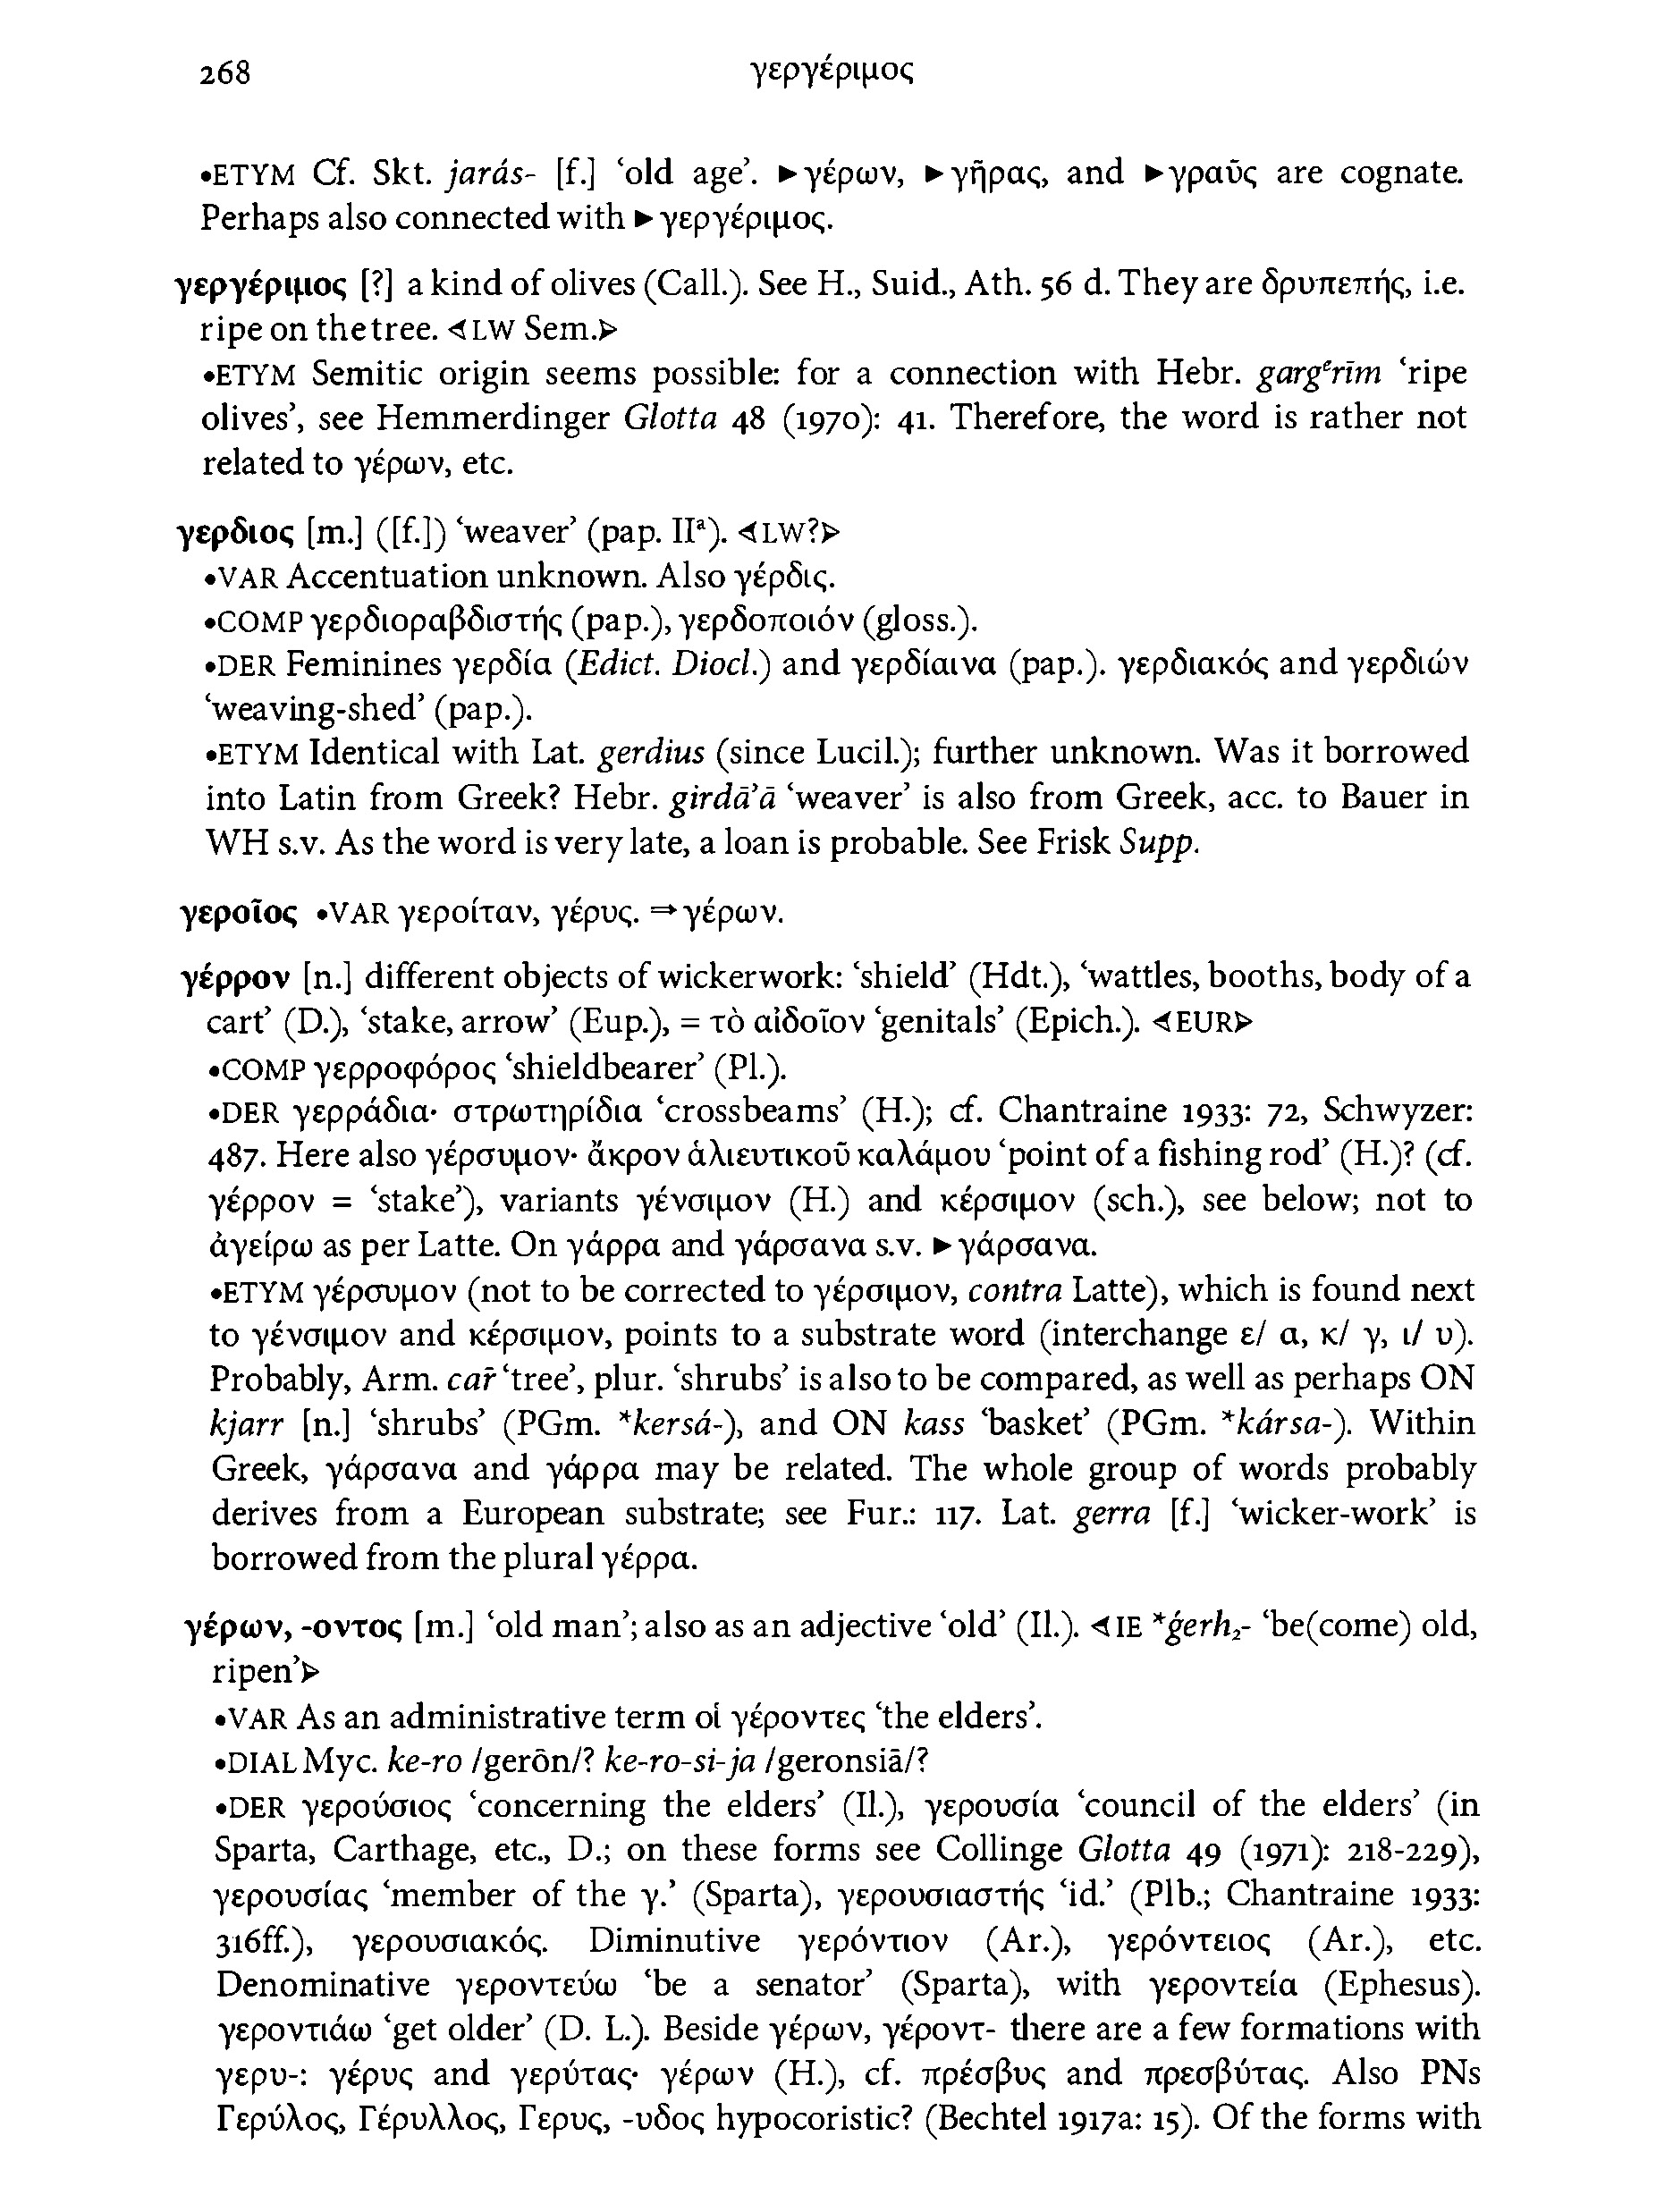 268
γεργέριμος
•ETYM Cf. Skt. jarás- [f.] ‘old age’. ►γέρων, ►γῆρας, and ►γραῦς are cognate.
Perhaps also connected with ►γεργέριμος.
γεργέριμος [?] a kind of olives (Call.). See H., Suid., Ath. 56 d. They are δρυπεπής, i.e.
ripe on the tree. ⊲LW Sem.⊳
•ETYM Semitic origin seems possible: for a connection with Hebr. gargᵉrīm ‘ripe
olives’, see Hemmerdinger Glotta 48 (1970): 41. Therefore, the word is rather not
related to γέρων, etc.
γερδιος [m.] ([f.]) ‘weaver’ (pap. IIᵃ). ⊲LW?⊳
•VAR Accentuation unknown. Also γέρδις.
•COMP γερδιοραβδιστής (pap.), γερδοποιόν (gloss.).
•DER Feminines γερδία (Edict. Diocl.) and γερδίαινα (pap.). γερδιακός and γερδιών
‘weaving-shed’ (pap.).
•ETYM Identical with Lat. gerdius (since Lucil.); further unknown. Was it borrowed
into Latin from Greek? Hebr. girdā’ā ‘weaver’ is also from Greek, acc. to Bauer in
WH s.v. As the word is very late, a loan is probable. See Frisk Supp.
γεροῖος •VAR γεροίταν, γέρυς. ⇒γέρων.
γέρρον [n.] different objects of wickerwork: ‘shield’ (Hdt.), ‘wattles, booths, body of a
cart’ (D.), ‘stake, arrow’ (Eup.), = τὸ αἰδοῖον ‘genitals’ (Epich.). ⊲EUR⊳
•COMP γερροφόρος ‘shieldbearer’ (Pl.).
•DER γερράδια· στρωτηρίδια ‘crossbeams’ (H.); cf. Chantraine 1933: 72, Schwyzer:
487. Here also γέρσυμον· ἄκρον ἁλιευτικοῦ καλάμου ‘point of a fishing rod’ (H.)? (cf.
γέρρον = ‘stake’), variants γένσιμον (H.) and κέρσιμον (sch.), see below; not to
ἀγείρω as per Latte. On γάρρα and γάρσανα s.v. ►γάρσανα.
•ETYM γέρσυμον (not to be corrected to γέρσιμον, contra Latte), which is found next
to γένσιμον and κέρσιμον, points to a substrate word (interchange ε/ α, κ/ γ, ι/ υ).
Probably, Arm. caṙ ‘tree’, plur. ‘shrubs’ is also to be compared, as well as perhaps ON
kjarr [n.] ‘shrubs’ (PGm. *kersá-), and ON kass ‘basket’ (PGm. *kársa-). Within
Greek, γάρσανα and γάρρα may be related. The whole group of words probably
derives from a European substrate; see Fur.: 117. Lat. gerra [f.] ‘wicker-work’ is
borrowed from the plural γέρρα.
γέρων, -οντος [m.] ‘old man’; also as an adjective ‘old’ (Il.). ⊲IE *ǵerh₂- ‘be(come) old,
ripen’⊳
•VAR As an administrative term οἱ γέροντες ‘the elders’.
•DIAL Myc. ke-ro /gerōn/? ke-ro-si-ja /geronsiā/?
•DER γερούσιος ‘concerning the elders’ (Il.), γερουσία ‘council of the elders’ (in
Sparta, Carthage, etc., D.; on these forms see Collinge Glotta 49 (1971): 218-229),
γερουσίας ‘member of the γ.’ (Sparta), γερουσιαστής ‘id.’ (Plb.; Chantraine 1933:
316ff.), γερουσιακός. Diminutive γερόντιον (Ar.), γερόντειος (Ar.), etc.
Denominative γεροντεύω ‘be a senator’ (Sparta), with γεροντεία (Ephesus).
γεροντιάω ‘get older’ (D. L.). Beside γέρων, γέροντ- there are a few formations with
γερυ-: γέρυς and γερύτας· γέρων (H.), cf. πρέσβυς and πρεσβύτας. Also PNs
Γερύλος, Γέρυλλος, Γερυς, -υδος hypocoristic? (Bechtel 1917a: 15). Of the forms with